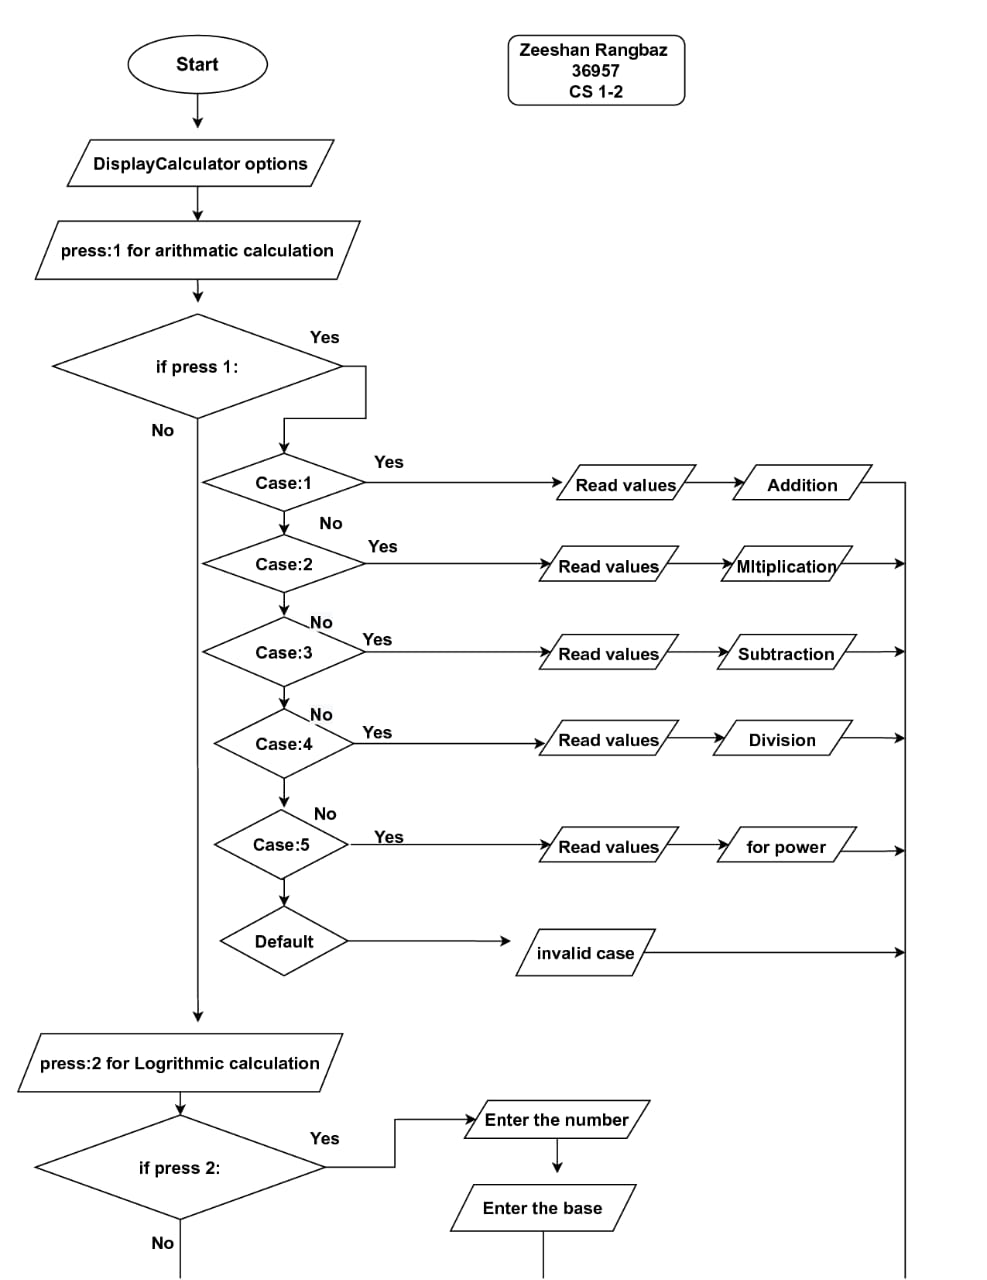 Start
Zeeshan Rangbaz
36957
CS 1-2
DisplayCalculator options
press:1 for arithmatic calculation
Yes
if press 1:
No
Yes
Case:1
Read values
Addition
No
Yes
Case:2
Read values
Mltiplication
No
Yes
Case:3
Read values
Subtraction
No
Yes
Case:4
Read values
Division
No
Yes
Case:5
Read values
for power
Default
invalid case
press:2 for Logrithmic calculation
Yes
Enter the number
if press 2:
Enter the base
No